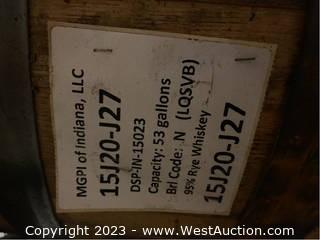 MGPI of Indiana, LLC
15J20-J27
DSP-IN-15023
Capacity: 53 gallons
Brl Code: .N (LQSVB)
95% Rye Whiskey
15J20-J27
Copyright 2023 - www.WestAuction.com